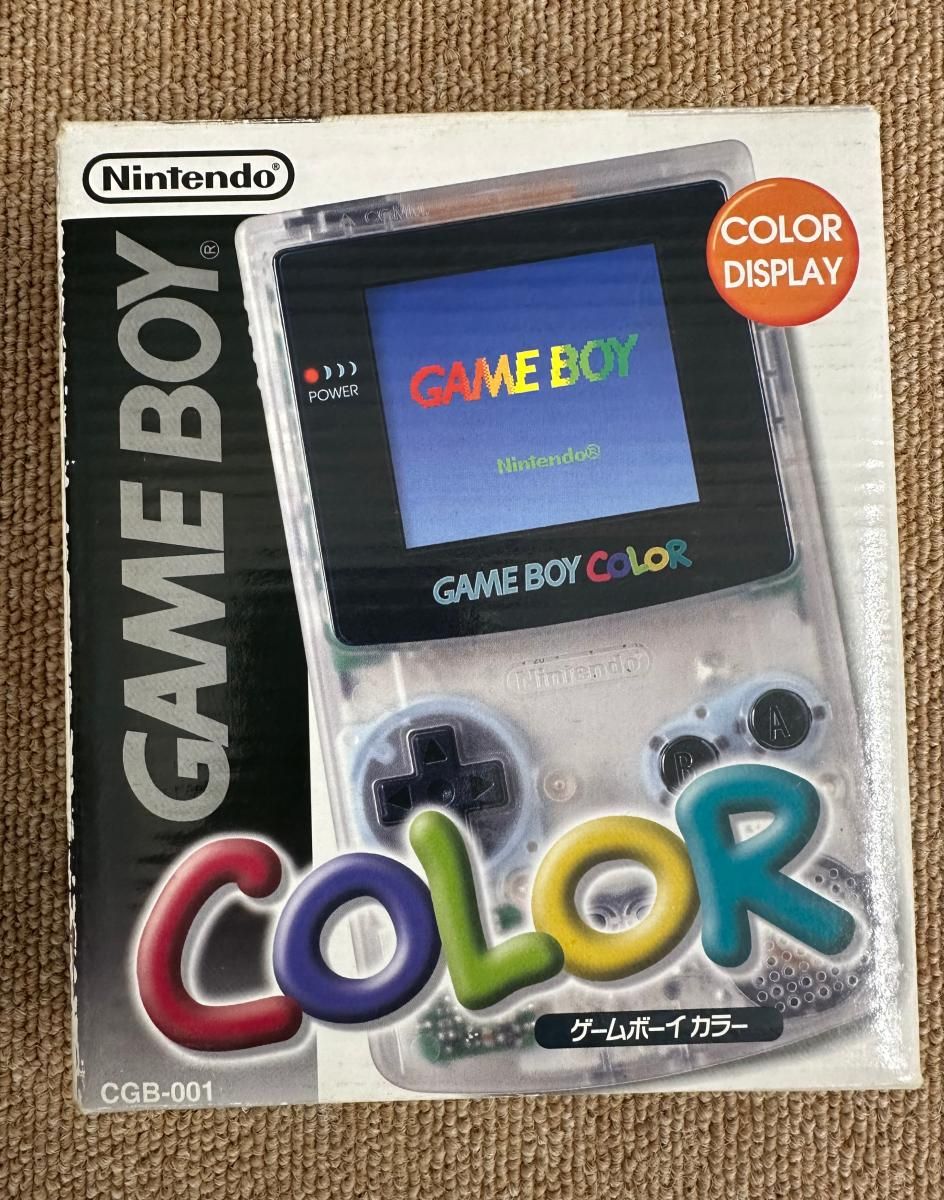 Nintendo®
GAME BOY®
COLOR
DISPLAY
POWER
GAME BOY
Nintendo®
GAME BOY COLOR
Nintendo
A
B
COLOR
ゲームボーイカラー
CGB-001